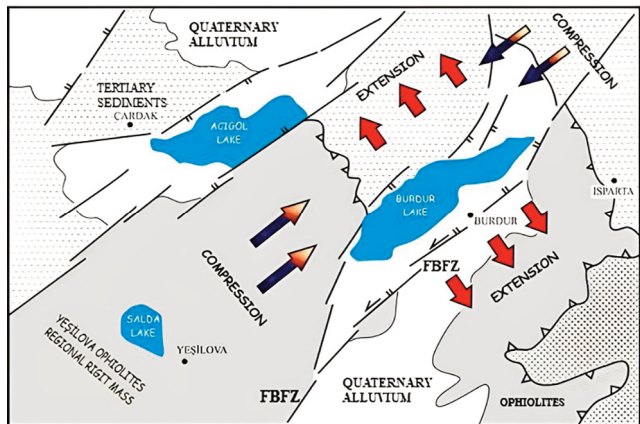 QUATERNARY
ALLUVIUM
COMPRESSION
EXTENSION
TERTIARY
SEDIMENTS
ÇARDAK
ACIGOL
LAKE
ISPARTA
BURDUR
LAKE
BURDUR
FBFZ
COMPRESSION
EXTENSION
SALDA
LAKE
YEŞİLOVA
YEŞİLOVA OPHIOLITES
REGIONAL RIGIT MASS
FBFZ
QUATERNARY
ALLUVIUM
OPHIOLITES